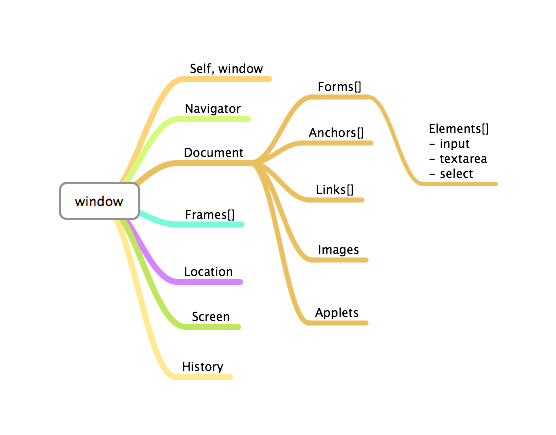 window
Self, window
Navigator
Document
Frames[]
Location
Screen
History
Forms[]
Anchors[]
Links[]
Images
Applets
Elements[]
- input
- textarea
- select